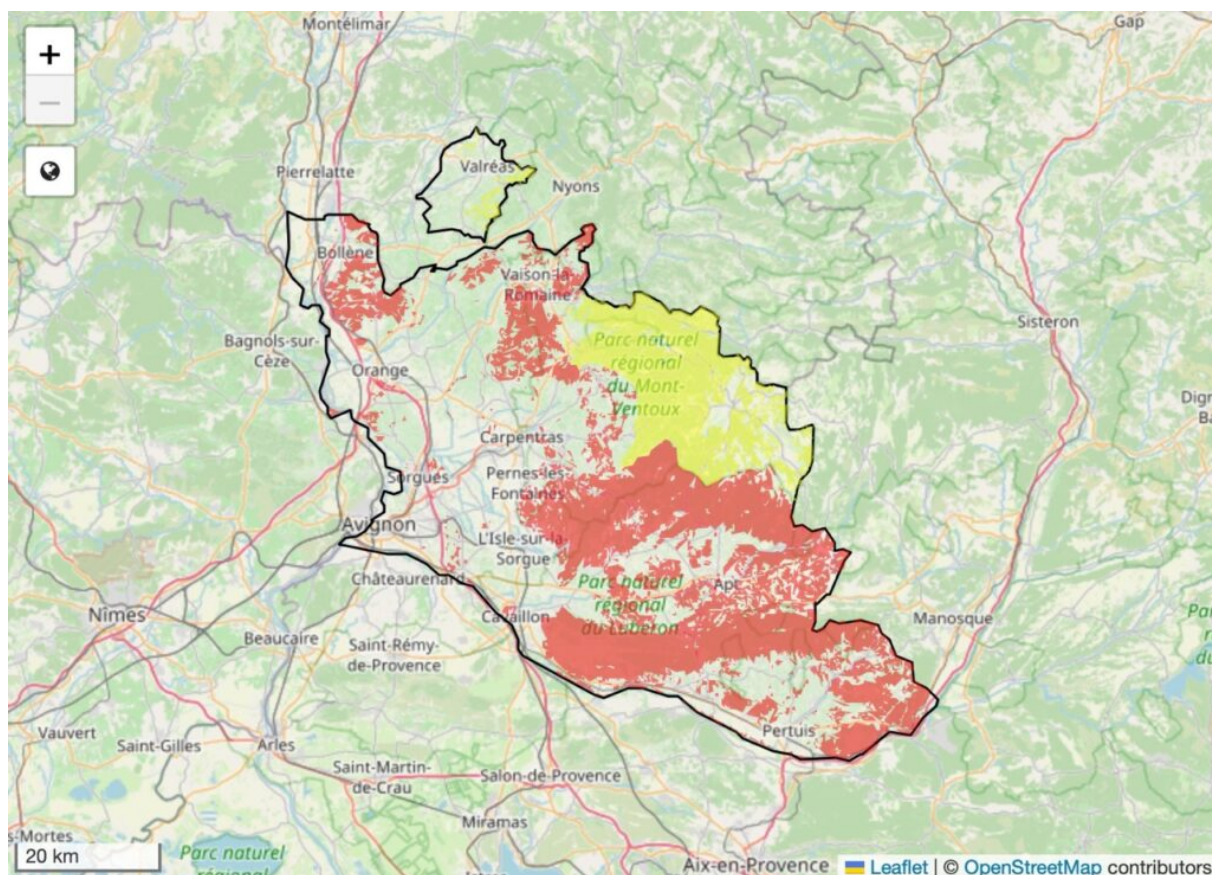 +
Montélimar
Gap
−
Valréas
Pierrelatte
Nyons
Bollène
Vaison-la-
Romaine
Sisteron
Bagnols-sur-
Cèze
Parc naturel
régional
du Mont-
Ventoux
Orange
Carpentras
Sorgues
Pernes-les-
Fontaines
Avignon
L'Isle-sur-la-
Sorgue
Châteaurenard
Parc naturel
régional
du Luberon
Apt
Nîmes
Cavaillon
Manosque
Beaucaire
Saint-Rémy-
de-Provence
Vauvert
Saint-Gilles
Arles
Pertuis
Saint-Martin-
de-Crau
Salon-de-Provence
Miramas
s-Mortes
20 km
Parc naturel
régional
Aix-en-Provence
Leaflet | © OpenStreetMap contributors